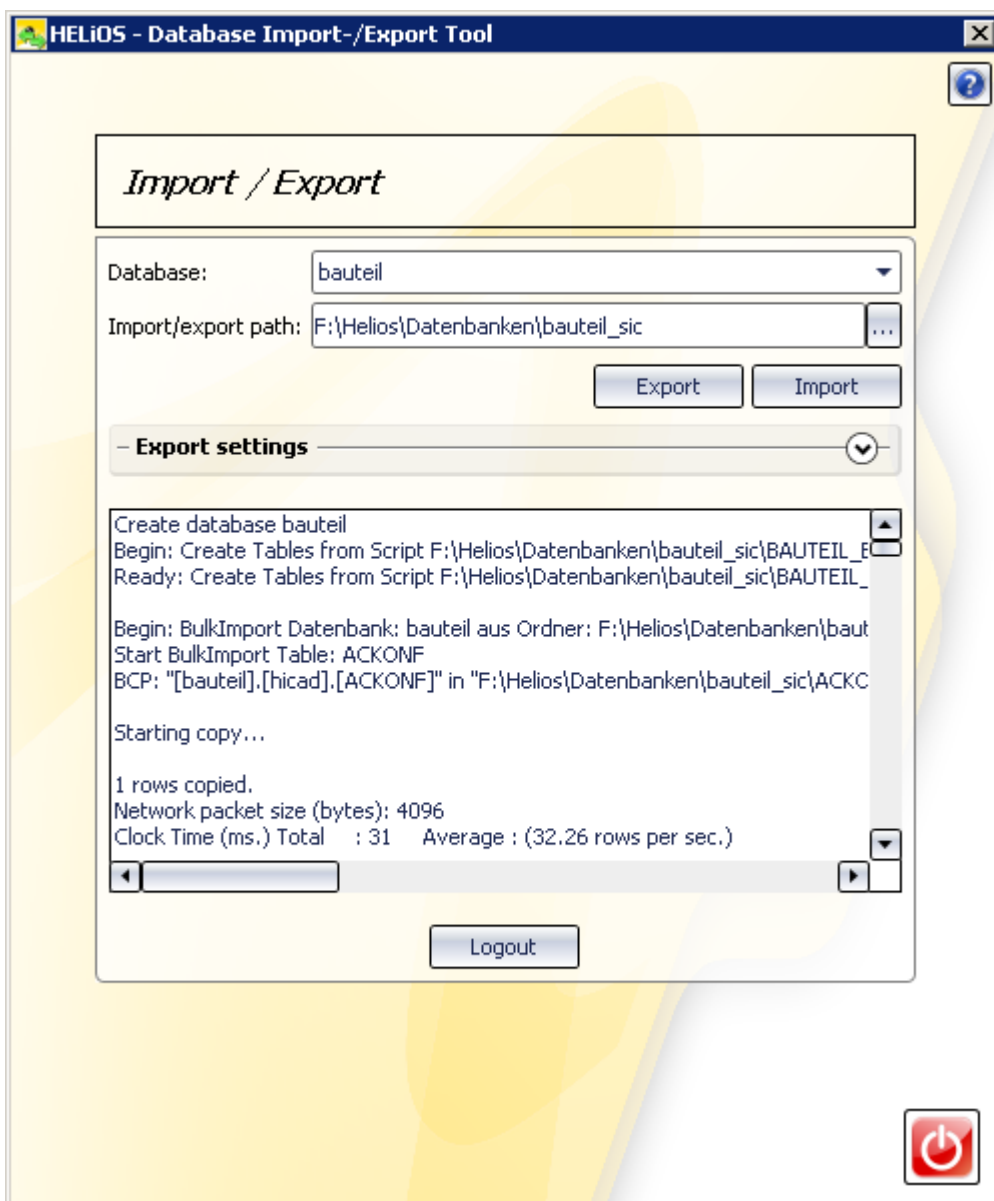 HELiOS - Database Import-/Export Tool
Import / Export
Database: bauteil
Import/export path: F:\Helios\Datenbanken\bauteil_sic ...
Export Import
Export settings
Create database bauteil
Begin: Create Tables from Script F:\Helios\Datenbanken\bauteil_sic\BAUTEIL_
Ready: Create Tables from Script F:\Helios\Datenbanken\bauteil_sic\BAUTEIL_
Begin: BulkImport Datenbank: bauteil aus Ordner: F:\Helios\Datenbanken\baut
Start BulkImport Table: ACKONF
BCP: "[bauteil].[hicad].[ACKONF]" in "F:\Helios\Datenbanken\bauteil_sic\ACKC
Starting copy...
1 rows copied.
Network packet size (bytes): 4096
Clock Time (ms.) Total : 31 Average : (32.26 rows per sec.)
Logout